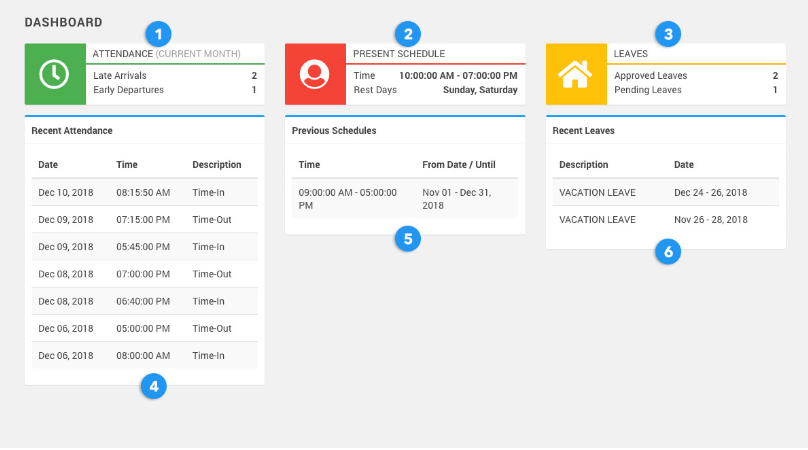 DASHBOARD
1
ATTENDANCE (CURRENT MONTH)
Late Arrivals 2
Early Departures 1
2
PRESENT SCHEDULE
Time 10:00:00 AM - 07:00:00 PM
Rest Days Sunday, Saturday
3
LEAVES
Approved Leaves 2
Pending Leaves 1
Recent Attendance
Date Time Description
Dec 10, 2018 08:15:50 AM Time-In
Dec 09, 2018 07:15:00 PM Time-Out
Dec 09, 2018 05:45:00 PM Time-In
Dec 08, 2018 07:00:00 PM Time-Out
Dec 08, 2018 06:40:00 PM Time-In
Dec 06, 2018 05:00:00 PM Time-Out
Dec 06, 2018 08:00:00 AM Time-In
4
Previous Schedules
Time From Date / Until
09:00:00 AM - 05:00:00 Nov 01 - Dec 31,
PM 2018
5
Recent Leaves
Description Date
VACATION LEAVE Dec 24 - 26, 2018
VACATION LEAVE Nov 26 - 28, 2018
6